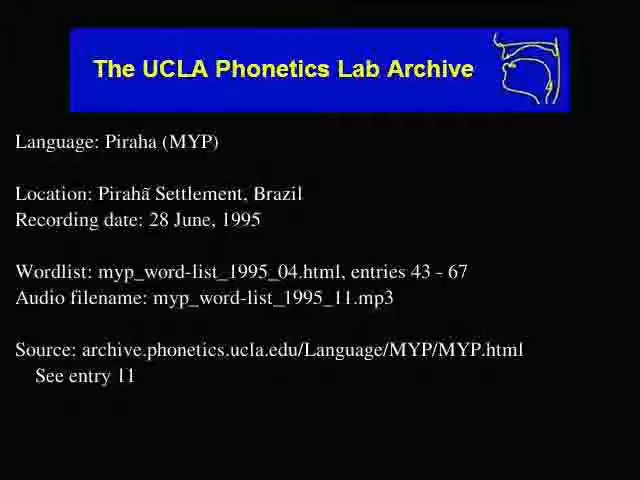 The UCLA Phonetics Lab Archive
Language: Piraha (MYP)
Location: Pirahã Settlement, Brazil
Recording date: 28 June, 1995
Wordlist: myp_word-list_1995_04.html, entries 43 - 67
Audio filename: myp_word-list_1995_11.mp3
Source: archive.phonetics.ucla.edu/Language/MYP/MYP.html
See entry 11